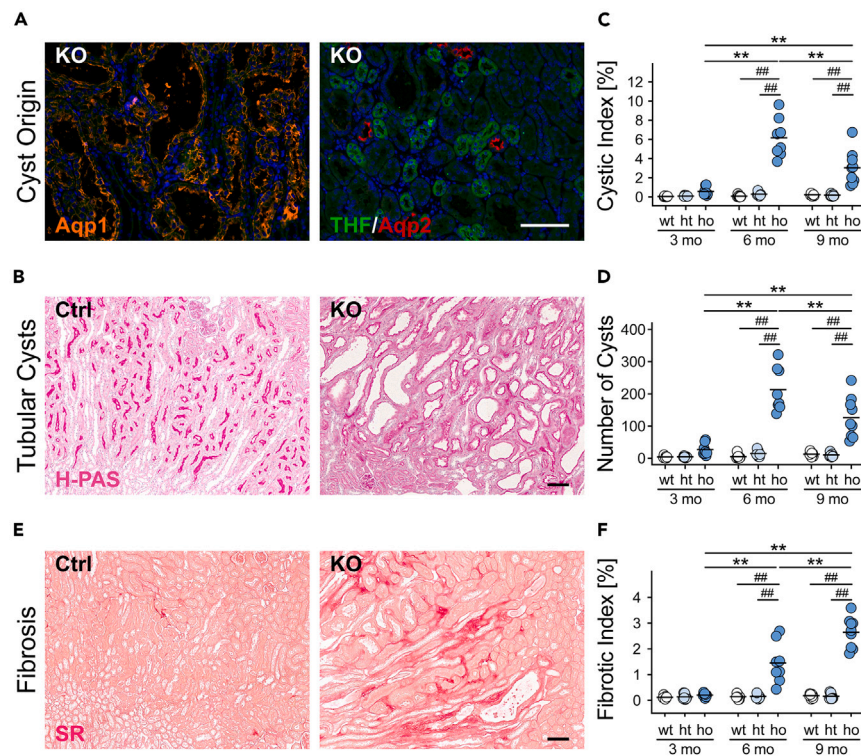 A
KO
KO
Cyst Origin
Aqp1
THF/Aqp2
C
**
**
**
##
##
##
##
Cystic Index [%]
12
10
8
6
4
2
0
wt ht ho wt ht ho wt ht ho
3 mo 6 mo 9 mo
B
Ctrl
KO
Tubular Cysts
H-PAS
D
**
**
**
##
##
##
##
Number of Cysts
400
300
200
100
0
wt ht ho wt ht ho wt ht ho
3 mo 6 mo 9 mo
E
Ctrl
KO
Fibrosis
SR
F
**
**
**
##
##
##
##
Fibrotic Index [%]
4
3
2
1
0
wt ht ho wt ht ho wt ht ho
3 mo 6 mo 9 mo